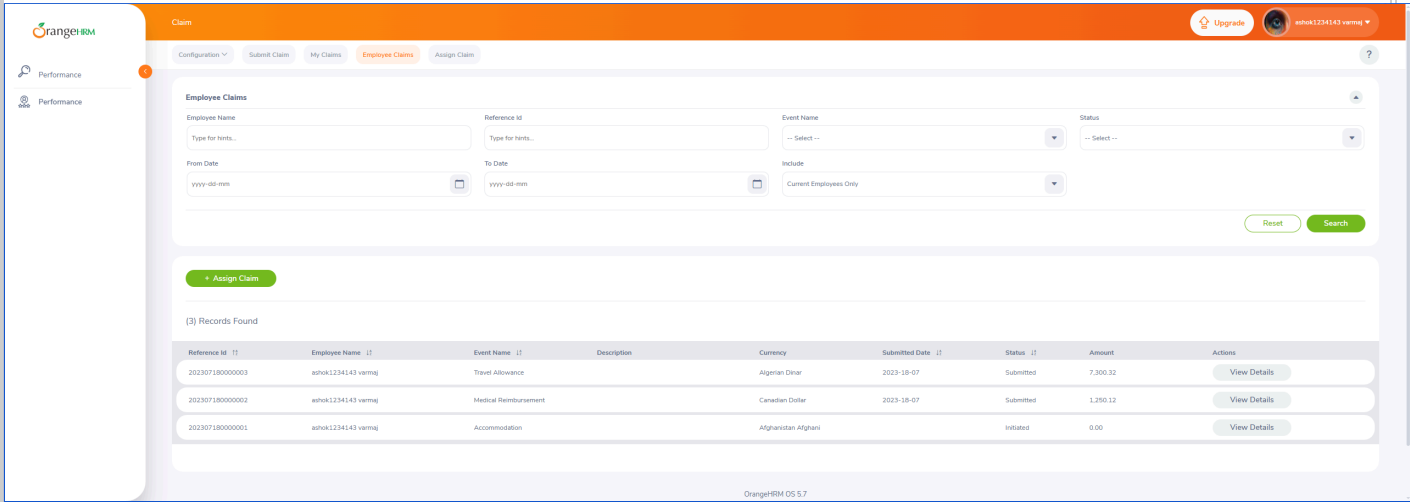 OrangeHRM
Claim
Upgrade
ashok1234143 varmaj
Configuration
Submit Claim
My Claims
Employee Claims
Assign Claim
?
Performance
Performance
Employee Claims
Employee Name
Reference Id
Event Name
Status
Type for hints...
Type for hints...
-- Select --
-- Select --
From Date
To Date
Include
yyyy-dd-mm
yyyy-dd-mm
Current Employees Only
Reset
Search
+ Assign Claim
(3) Records Found
Reference Id Employee Name Event Name Description Currency Submitted Date Status Amount Actions
202307180000003 ashok1234143 varmaj Travel Allowance Algerian Dinar 2023-18-07 Submitted 7,300.32 View Details
202307180000002 ashok1234143 varmaj Medical Reimbursement Canadian Dollar 2023-18-07 Submitted 1,250.12 View Details
202307180000001 ashok1234143 varmaj Accommodation Afghanistan Afghani Initiated 0.00 View Details
OrangeHRM OS 5.7